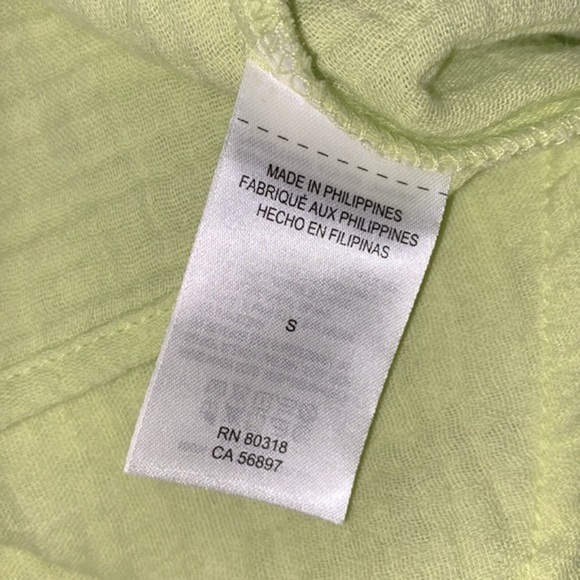 MADE IN PHILIPPINES
FABRIQUÉ AUX PHILIPPINES
HECHO EN FILIPINAS
S
RN 80318
CA 56897